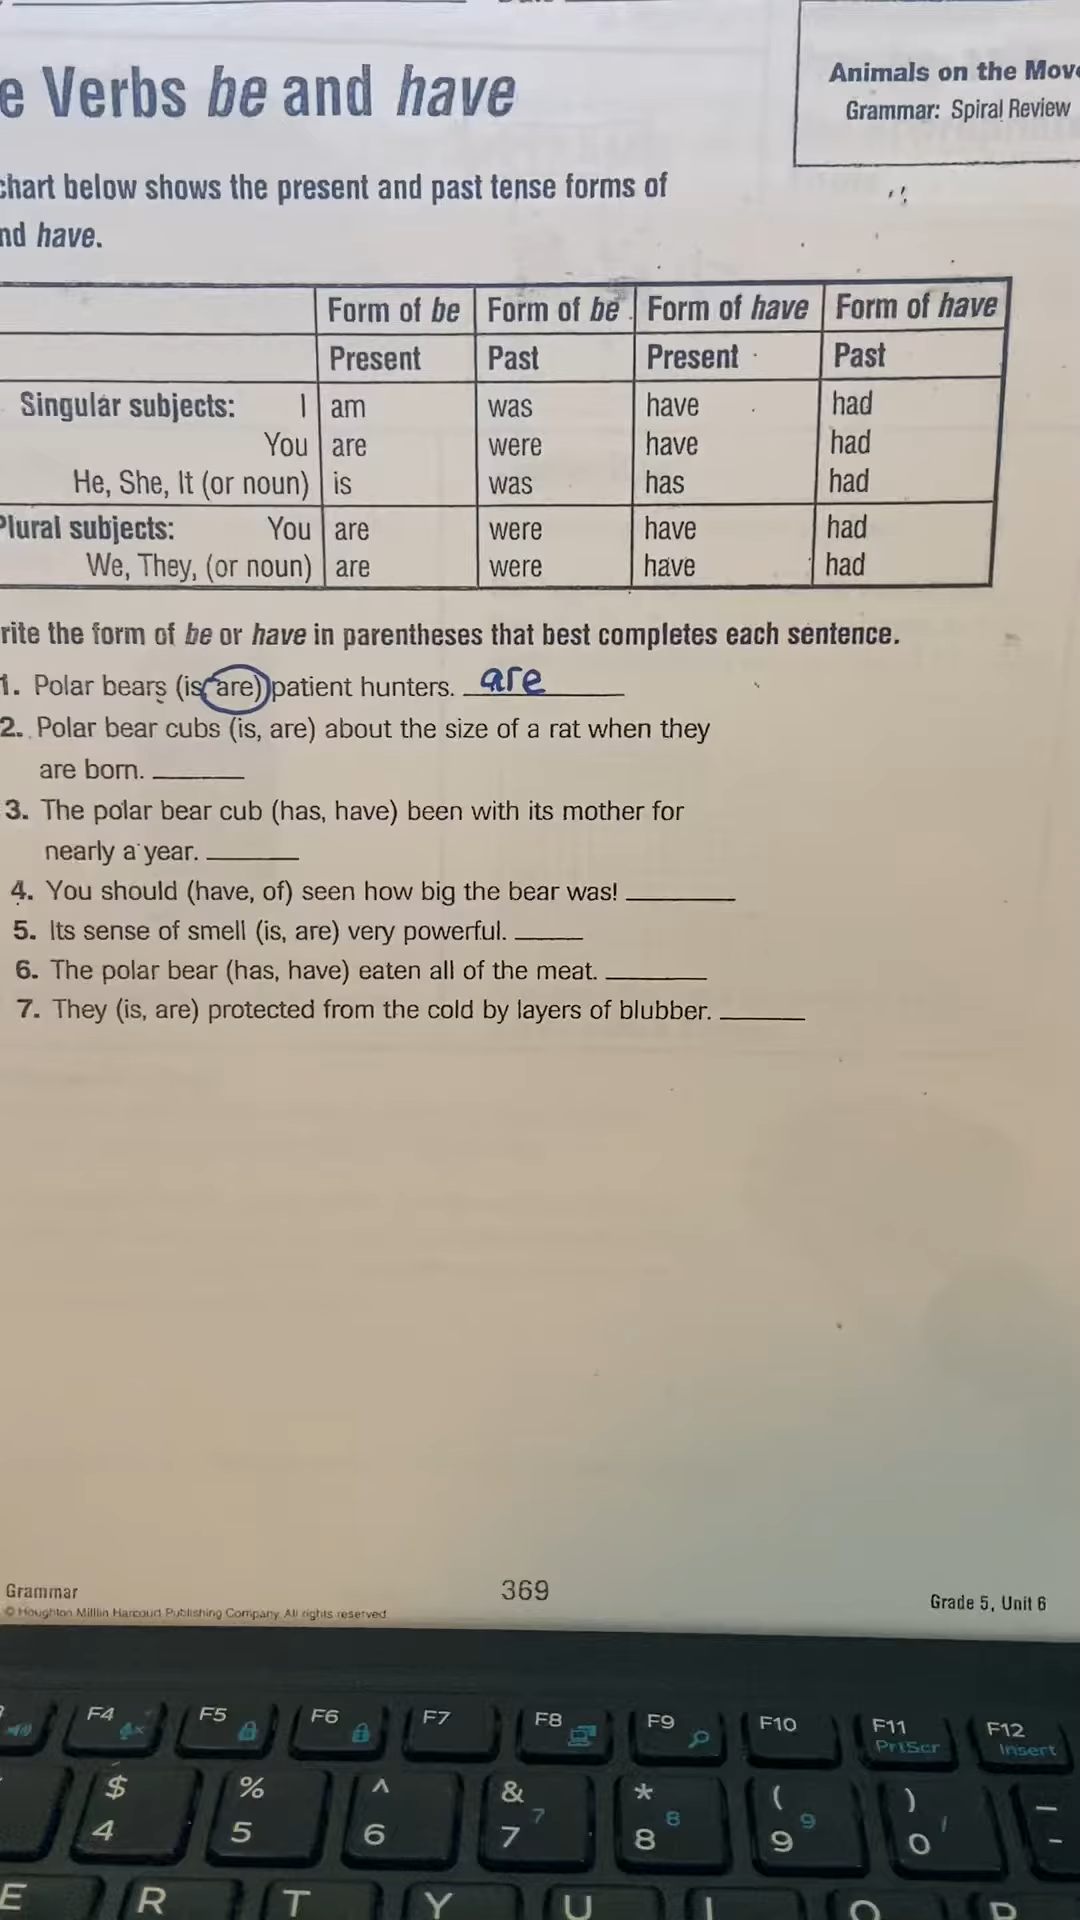 e Verbs be and have
Animals on the Move
Grammar: Spiral Review
chart below shows the present and past tense forms of
nd have.
Form of be Form of be Form of have Form of have
Present Past Present Past
Singular subjects: I am was have had
You are were have had
He, She, It (or noun) is was has had
Plural subjects: You are were have had
We, They, (or noun) are were have had
rite the form of be or have in parentheses that best completes each sentence.
1. Polar bears (is, are) patient hunters. are
2. Polar bear cubs (is, are) about the size of a rat when they
are born.
3. The polar bear cub (has, have) been with its mother for
nearly a year.
4. You should (have, of) seen how big the bear was!
5. Its sense of smell (is, are) very powerful.
6. The polar bear (has, have) eaten all of the meat.
7. They (is, are) protected from the cold by layers of blubber.
Grammar 369 Grade 5, Unit 6
© Houghton Mifflin Harcourt Publishing Company. All rights reserved
F4 F5 F6 F7 F8 F9 F10 F11 F12
PrtScr Insert
$ % ^ & * ( )
4 5 6 7 7 8 8 9 9 0 /
E R T Y U I O P